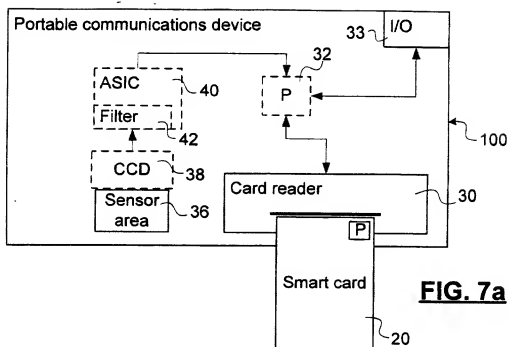 Portable communications device
I/O
33
32
ASIC
40
P
Filter
42
100
CCD
38
Card reader
30
Sensor
area
36
P
Smart card
FIG. 7a
20